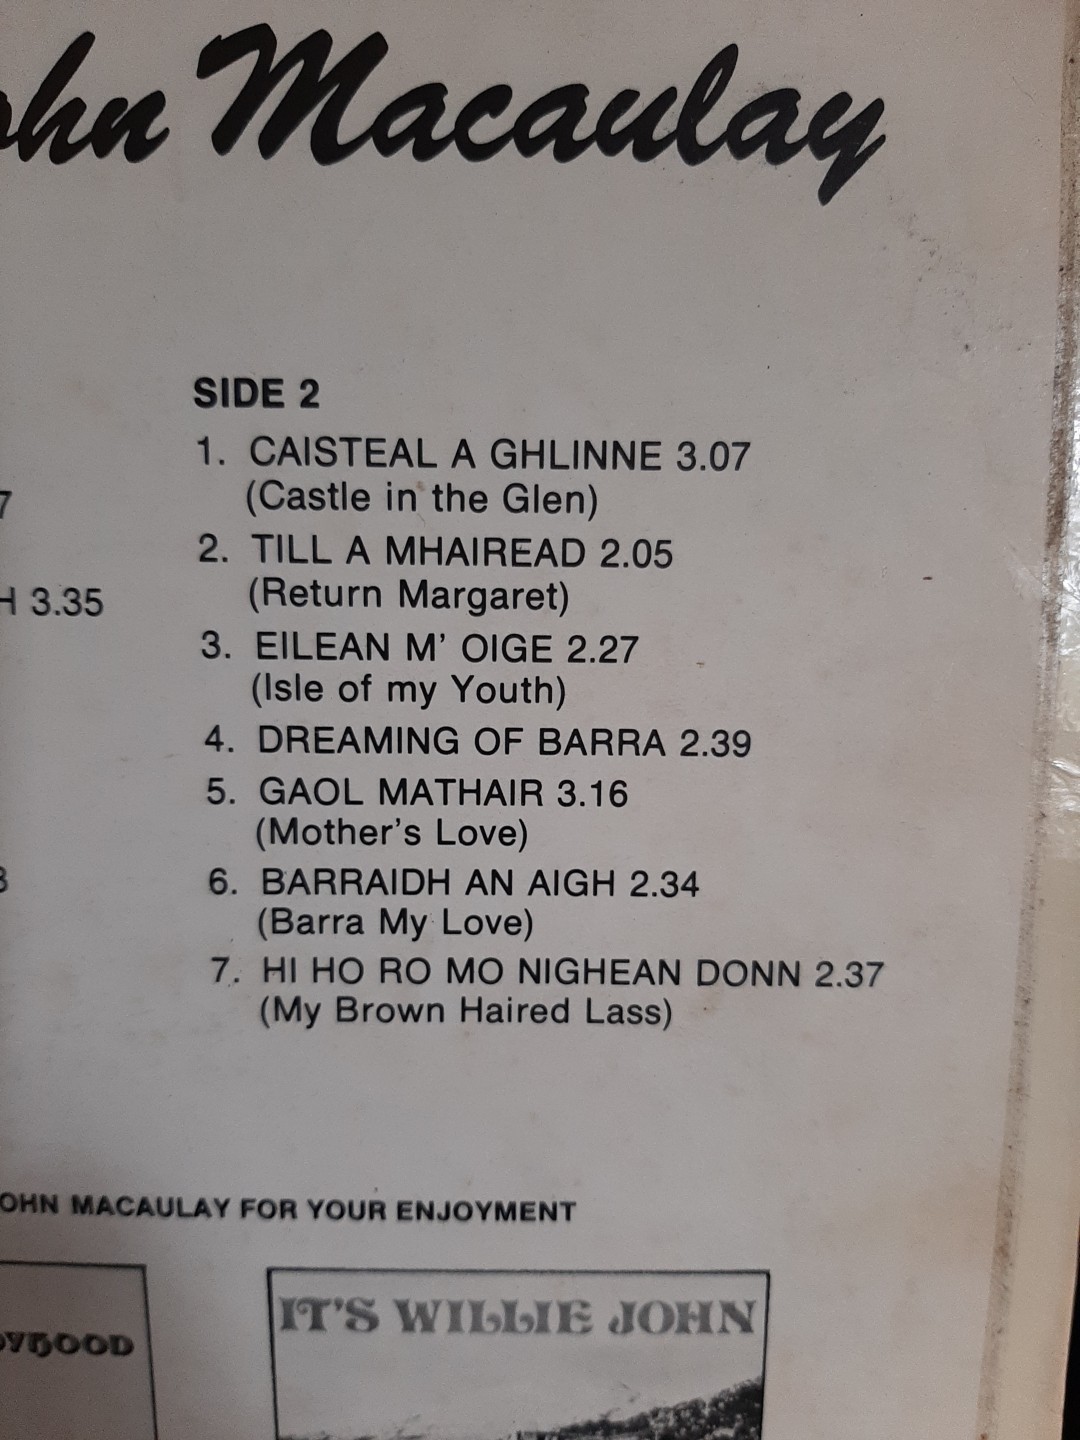 Macaulay
SIDE 2
1. CAISTEAL A GHLINNE 3.07
(Castle in the Glen)
2. TILL A MHAIREAD 2.05
(Return Margaret)
H 3.35
3. EILEAN M' OIGE 2.27
(Isle of my Youth)
4. DREAMING OF BARRA 2.39
5. GAOL MATHAIR 3.16
(Mother's Love)
6. BARRAIDH AN AIGH 2.34
(Barra My Love)
7. HI HO RO MO NIGHEAN DONN 2.37
(My Brown Haired Lass)
OHN MACAULAY FOR YOUR ENJOYMENT
IT'S WILLIE JOHN